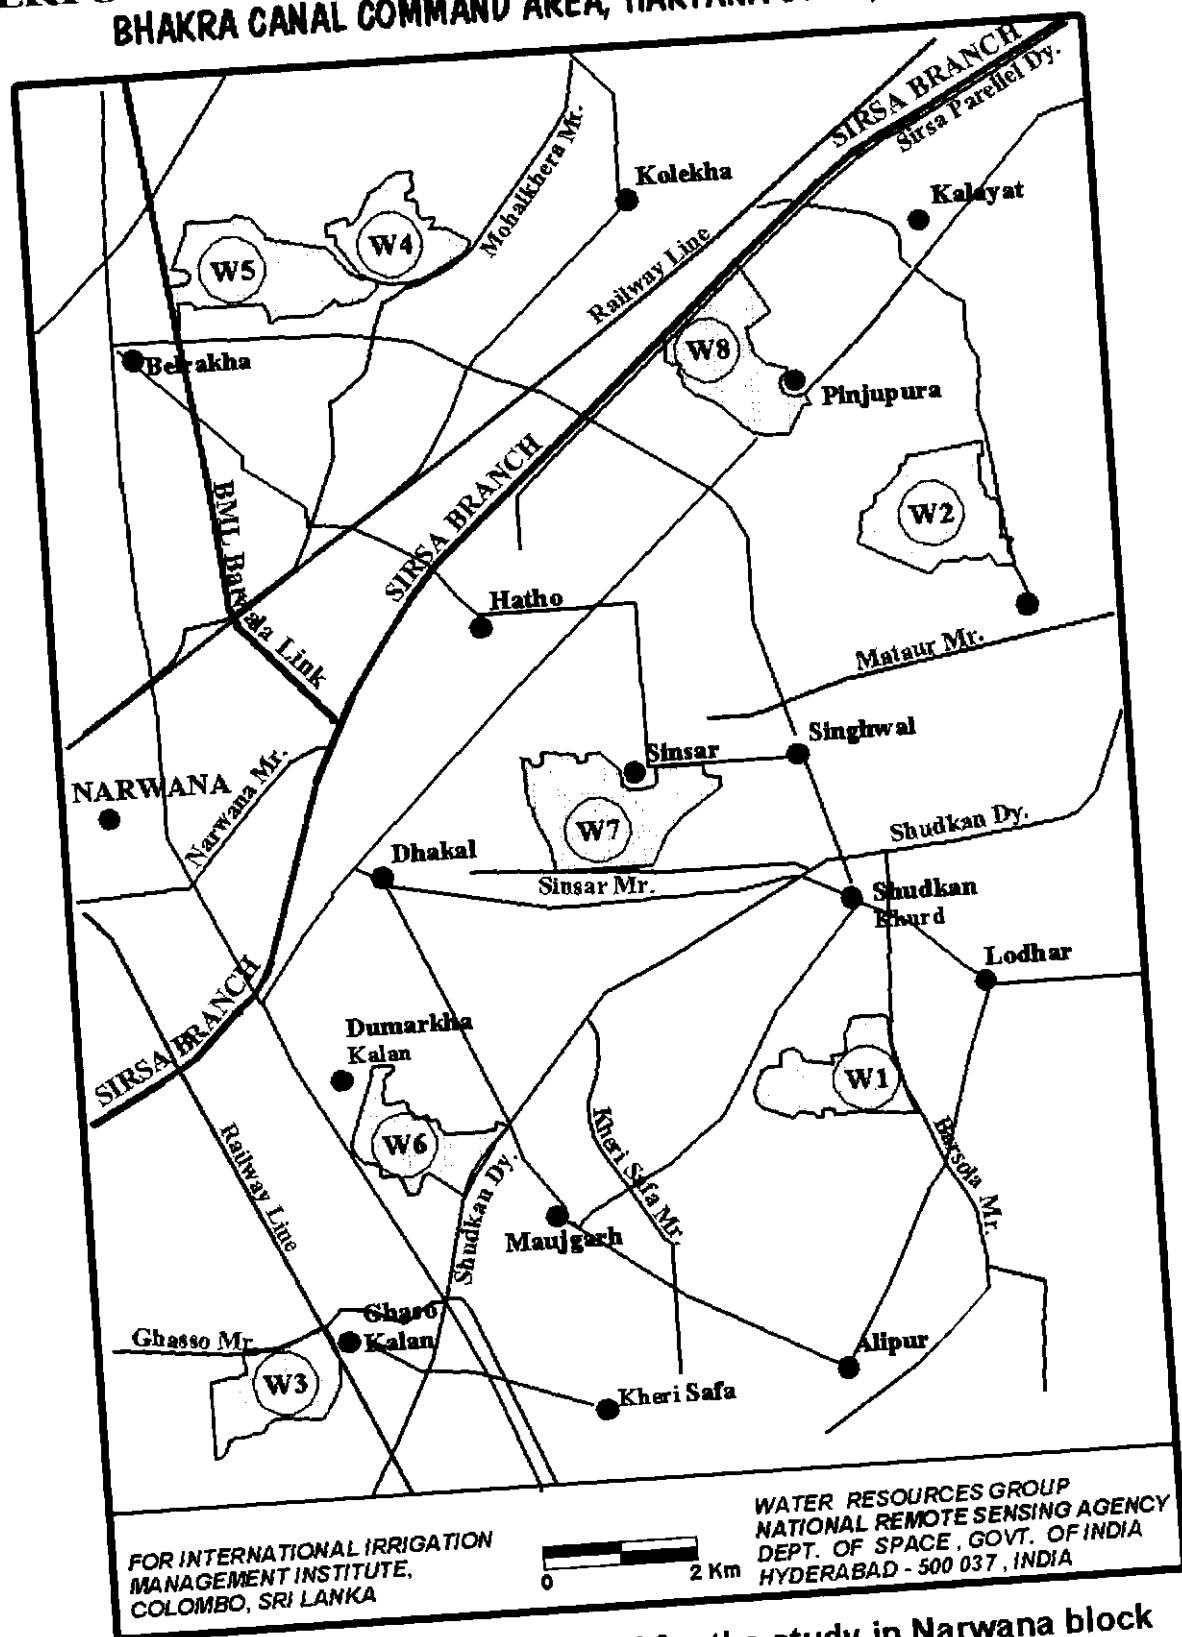 BHAKRA CANAL COMMAND AREA,
SIRSA BRANCH
Sirsa Parellel Dy.
Mohalkhera Mr.
Kolekha
Kalayat
W4
W5
Railway Line
W8
Belrakha
Pinjupura
SIRSA BRANCH
BML Barwala Link
W2
Hatho
Mataur Mr.
Singhwal
Sinsar
NARWANA
Narwana Mr.
W7
Shudkan Dy.
Dhakal
Sinsar Mr.
Shudkan
Khurd
Lodhar
SIRSA BRANCH
Dumarkha
Kalan
W1
Kheri Safa Mr.
Barsola Mr.
W6
Railway Line
Shudkan Dy.
Maujgarh
Ghaso
Kalan
Ghasso Mr.
Alipur
W3
Kheri Safa
FOR INTERNATIONAL IRRIGATION
MANAGEMENT INSTITUTE,
COLOMBO, SRI LANKA
0 2 Km
WATER RESOURCES GROUP
NATIONAL REMOTE SENSING AGENCY
DEPT. OF SPACE, GOVT. OF INDIA
HYDERABAD - 500 037, INDIA
the study in Narwana block